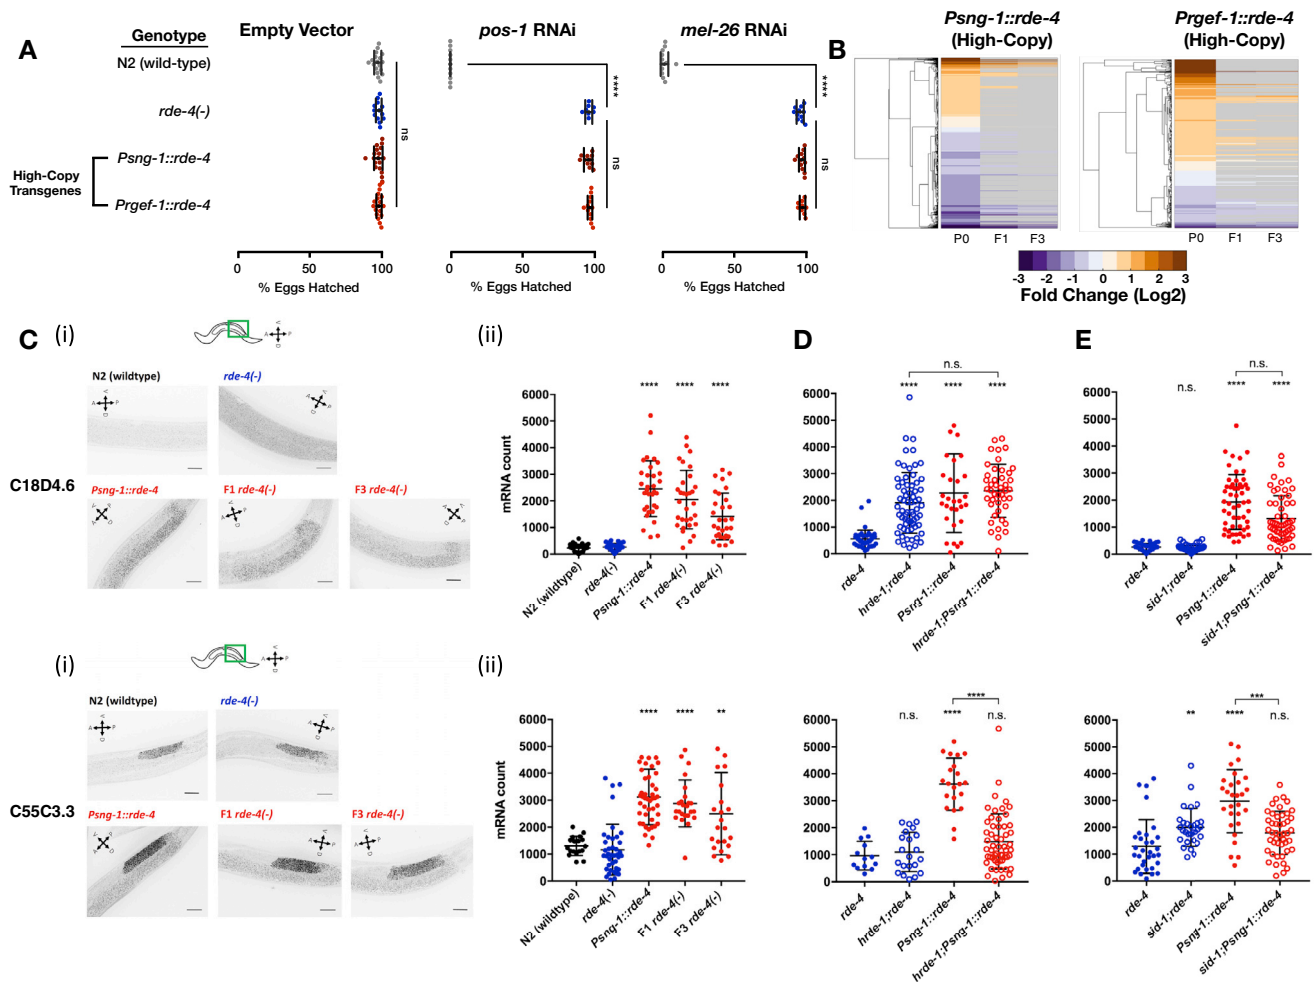 A
Genotype
N2 (wild-type)
rde-4(-)
High-Copy
Transgenes
Psng-1::rde-4
Prgef-1::rde-4
Empty Vector
ns
0 50 100
% Eggs Hatched
pos-1 RNAi
****
ns
0 50 100
% Eggs Hatched
mel-26 RNAi
****
ns
0 50 100
% Eggs Hatched
B
Psng-1::rde-4
(High-Copy)
P0 F1 F3
Prgef-1::rde-4
(High-Copy)
P0 F1 F3
-3 -2 -1 0 1 2 3
Fold Change (Log2)
C (i)
A P
N2 (wildtype)
rde-4(-)
C18D4.6
Psng-1::rde-4
F1 rde-4(-)
F3 rde-4(-)
(ii)
**** **** ****
6000
5000
4000
3000
2000
1000
0
mRNA count
N2 (wildtype)
rde-4(-)
Psng-1::rde-4
F1 rde-4(-)
F3 rde-4(-)
D
n.s.
**** **** ****
6000
5000
4000
3000
2000
1000
0
rde-4
hrde-1;rde-4
Psng-1::rde-4
hrde-1;Psng-1::rde-4
E
n.s.
n.s. **** ****
6000
5000
4000
3000
2000
1000
0
rde-4
sid-1;rde-4
Psng-1::rde-4
sid-1;Psng-1::rde-4
(i)
A P
N2 (wildtype)
rde-4(-)
C55C3.3
Psng-1::rde-4
F1 rde-4(-)
F3 rde-4(-)
(ii)
**** **** **
6000
5000
4000
3000
2000
1000
0
mRNA count
N2 (wildtype)
rde-4(-)
Psng-1::rde-4
F1 rde-4(-)
F3 rde-4(-)
****
n.s. **** n.s.
6000
5000
4000
3000
2000
1000
0
rde-4
hrde-1;rde-4
Psng-1::rde-4
hrde-1;Psng-1::rde-4
***
** **** n.s.
6000
5000
4000
3000
2000
1000
0
rde-4
sid-1;rde-4
Psng-1::rde-4
sid-1;Psng-1::rde-4